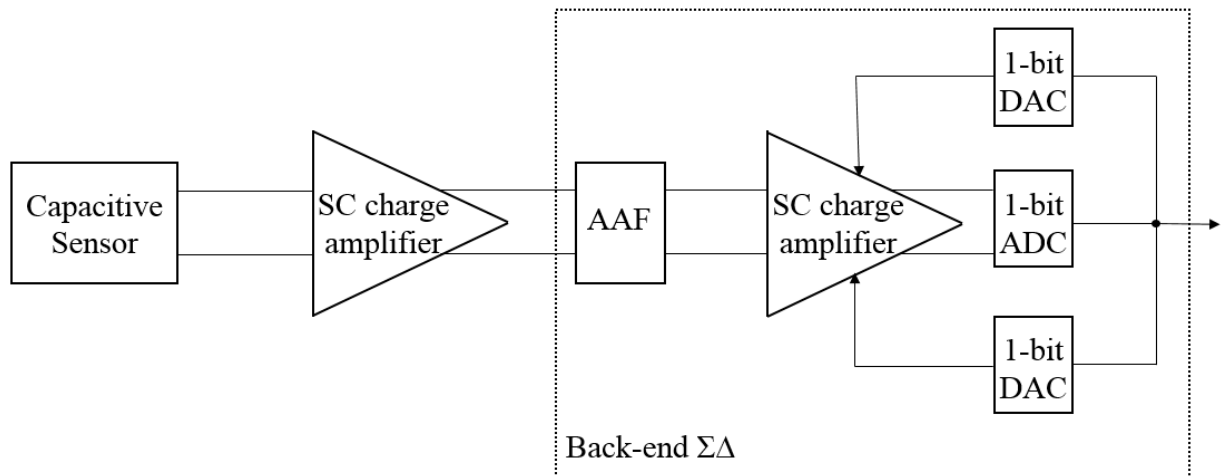 Capacitive
Sensor
SC charge
amplifier
AAF
SC charge
amplifier
1-bit
DAC
1-bit
ADC
1-bit
DAC
Back-end ΣΔ